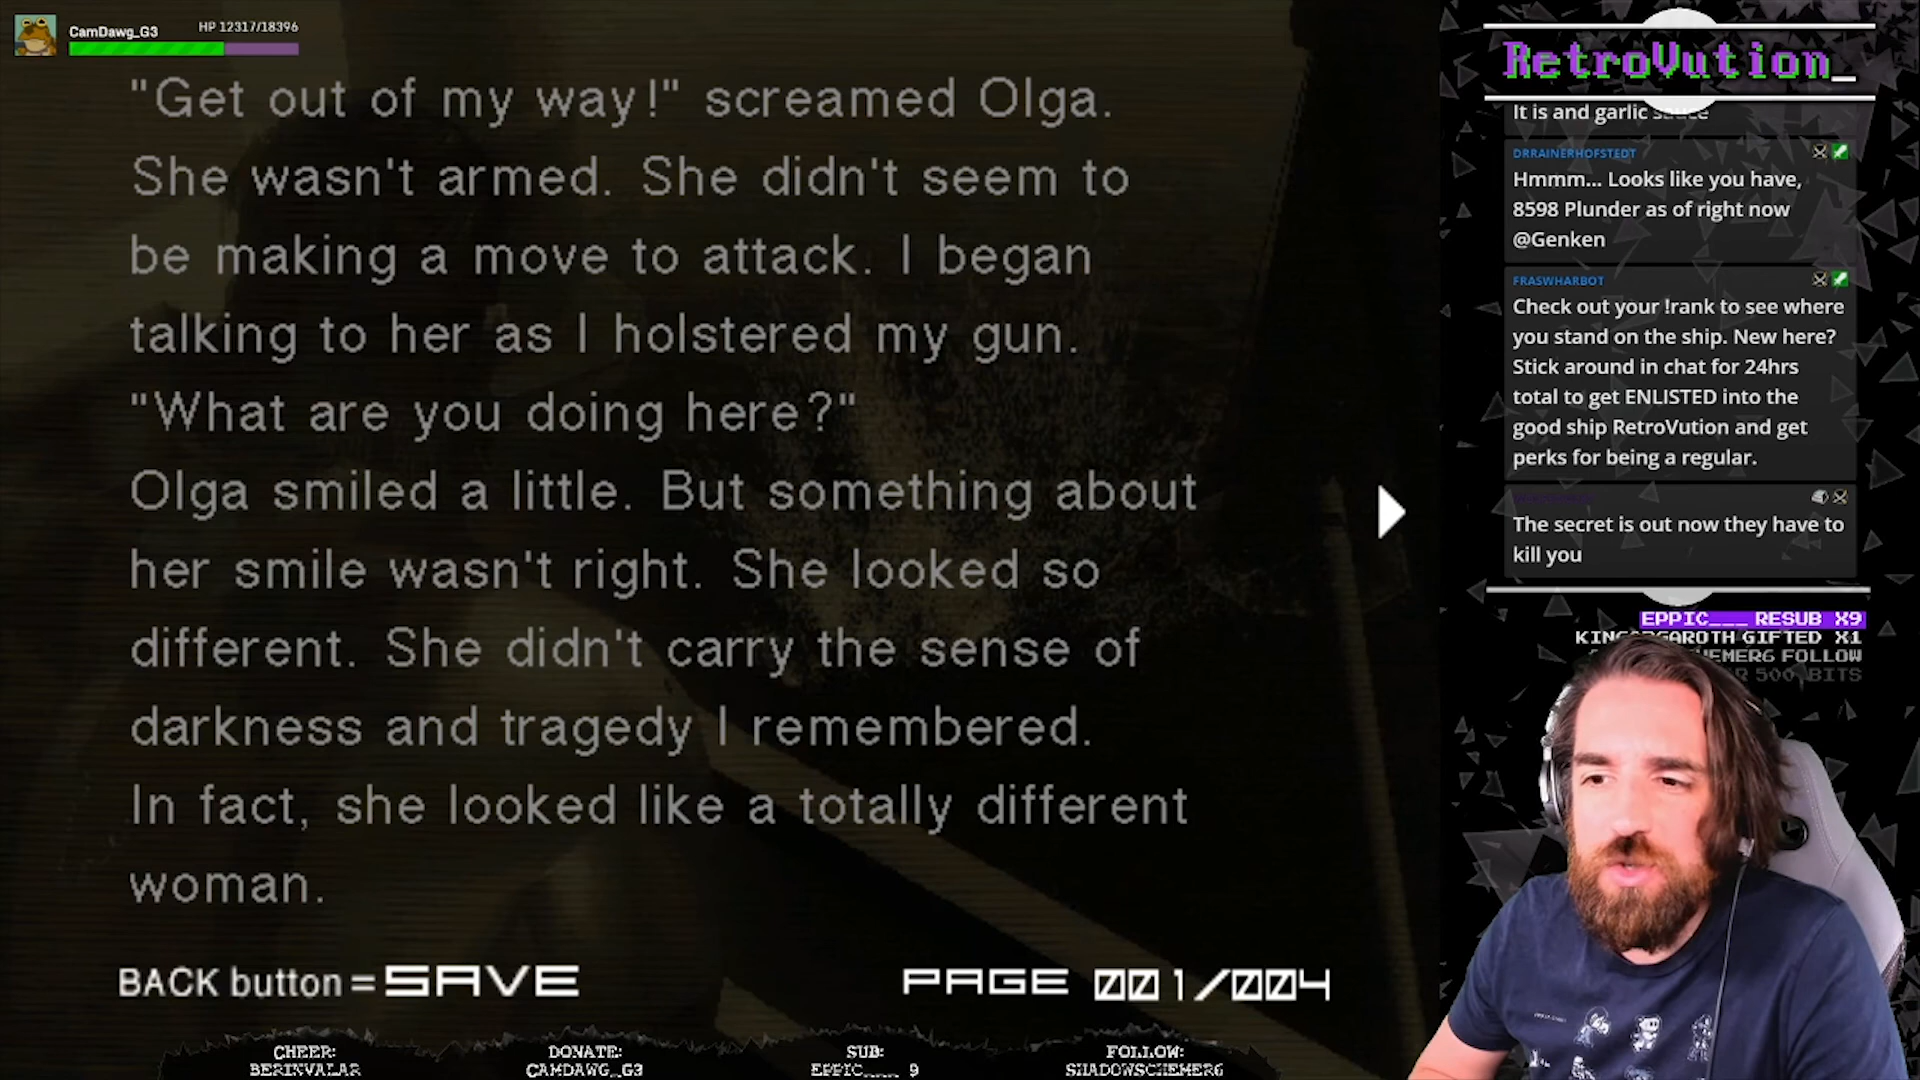 CamDawg_G3
HP 12317/18396
"Get out of my way!" screamed Olga.
She wasn't armed. She didn't seem to
be making a move to attack. I began
talking to her as I holstered my gun.
"What are you doing here?"
Olga smiled a little. But something about
her smile wasn't right. She looked so
different. She didn't carry the sense of
darkness and tragedy I remembered.
In fact, she looked like a totally different
woman.
BACK button = SAVE
PAGE 001/004
RetroVution_
It is and garlic sauce
DRRAINERHOFSTEDT
Hmmm... Looks like you have,
8598 Plunder as of right now
@Genken
FRASWHARBOT
Check out your !rank to see where
you stand on the ship. New here?
Stick around in chat for 24hrs
total to get ENLISTED into the
good ship RetroVution and get
perks for being a regular.
The secret is out now they have to
kill you
EPPIC___ RESUB X9
GIFTED X1
FOLLOW
500 BITS
CHEER:
BERINVALAR
DONATE:
CAMDAWG_G3
SUB:
EPPIC___ 9
FOLLOW:
SHADOWSCHEMER6